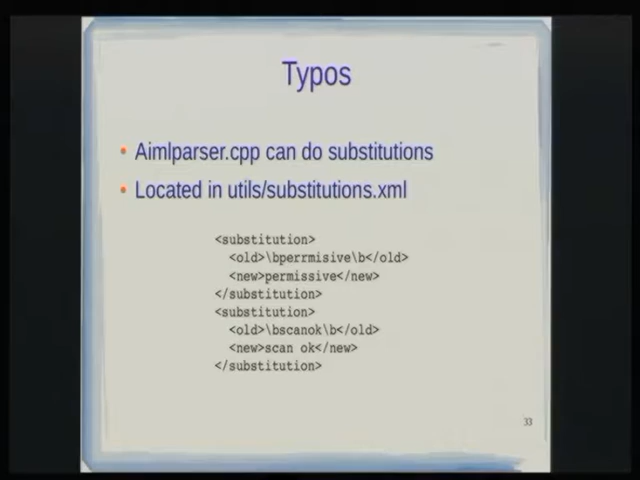 Typos
• Aimlparser.cpp can do substitutions
• Located in utils/substitutions.xml
<substitution>
<old>\bperrmisive\b</old>
<new>permissive</new>
</substitution>
<substitution>
<old>\bscanok\b</old>
<new>scan ok</new>
</substitution>
33